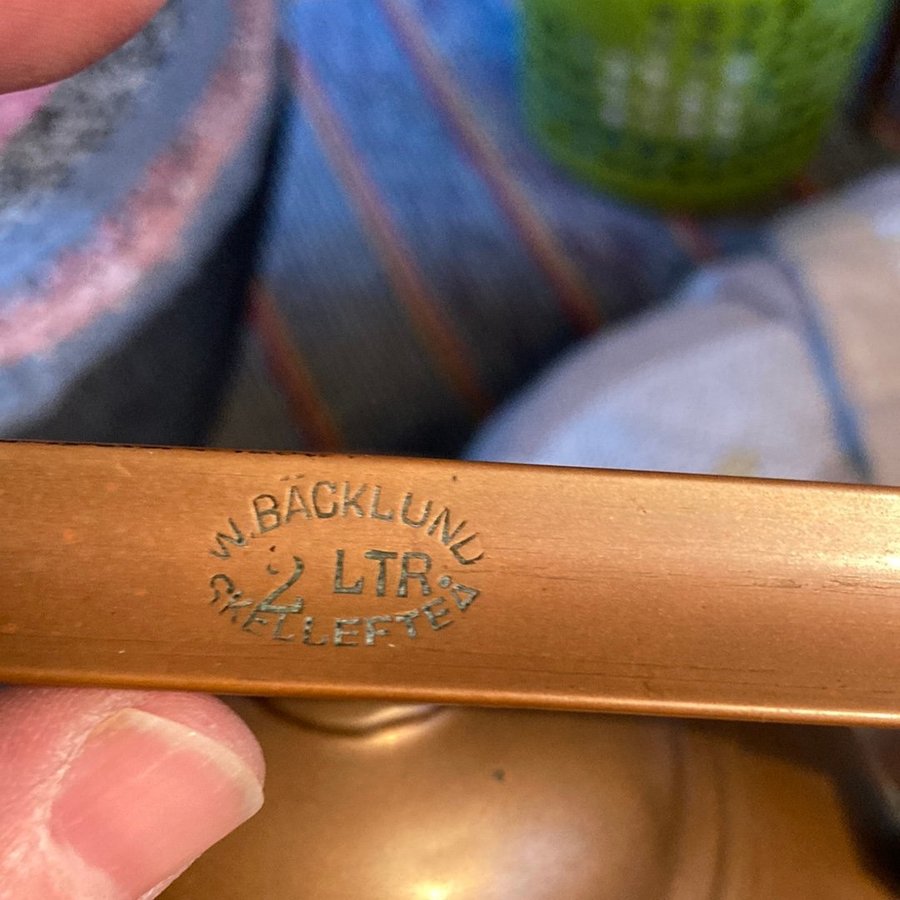 W. BÄCKLUND
2 LTR.
SKELLEFTEÅ